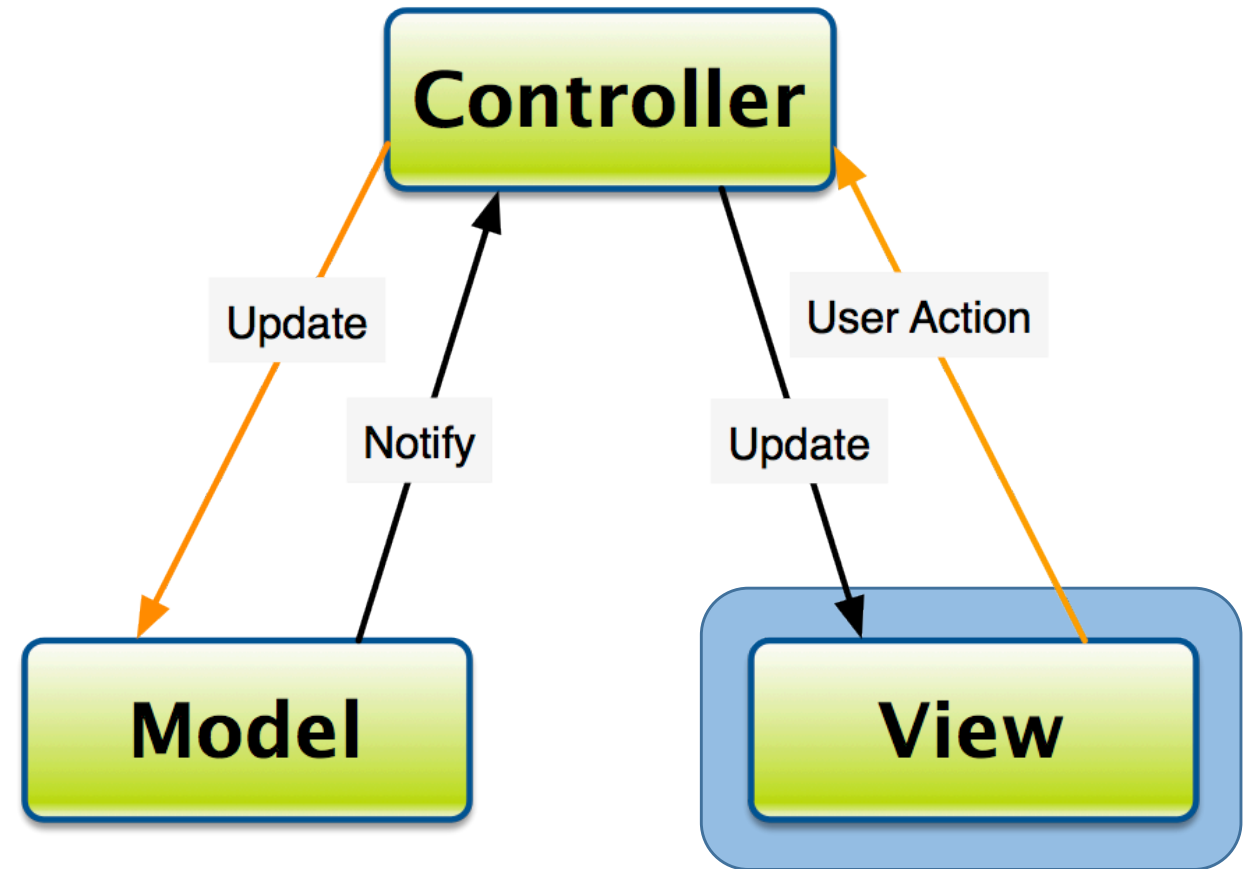 Controller
Update
User Action
Notify
Update
Model
View